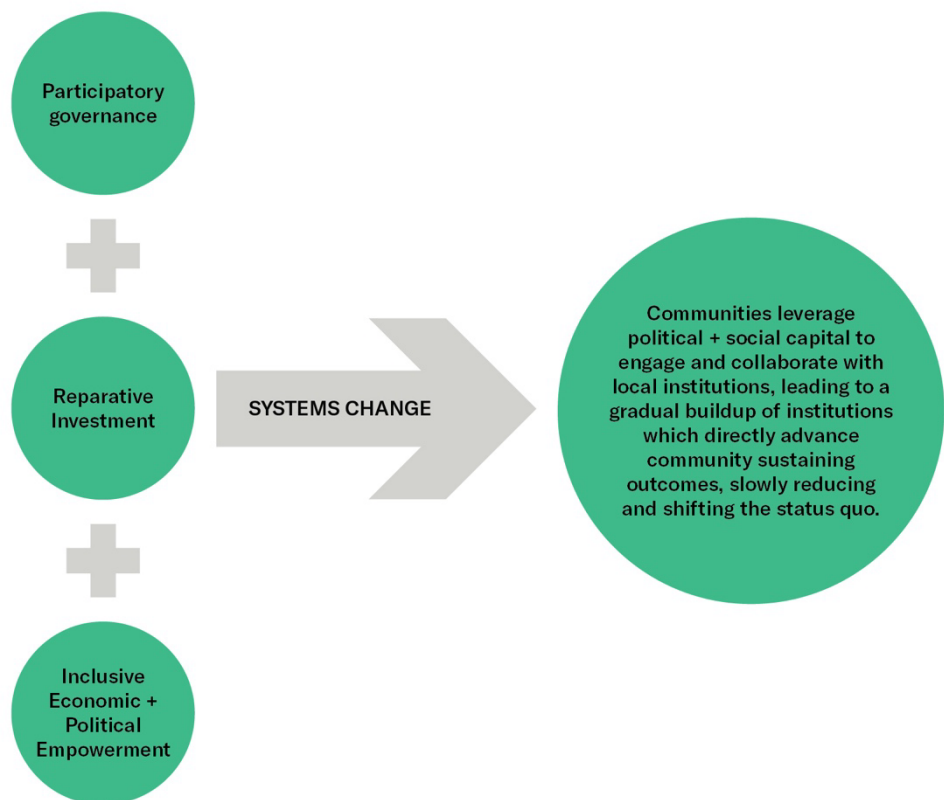 Participatory
governance
Reparative
Investment
Inclusive
Economic +
Political
Empowerment
SYSTEMS CHANGE
Communities leverage
political + social capital to
engage and collaborate with
local institutions, leading to a
gradual buildup of institutions
which directly advance
community sustaining
outcomes, slowly reducing
and shifting the status quo.